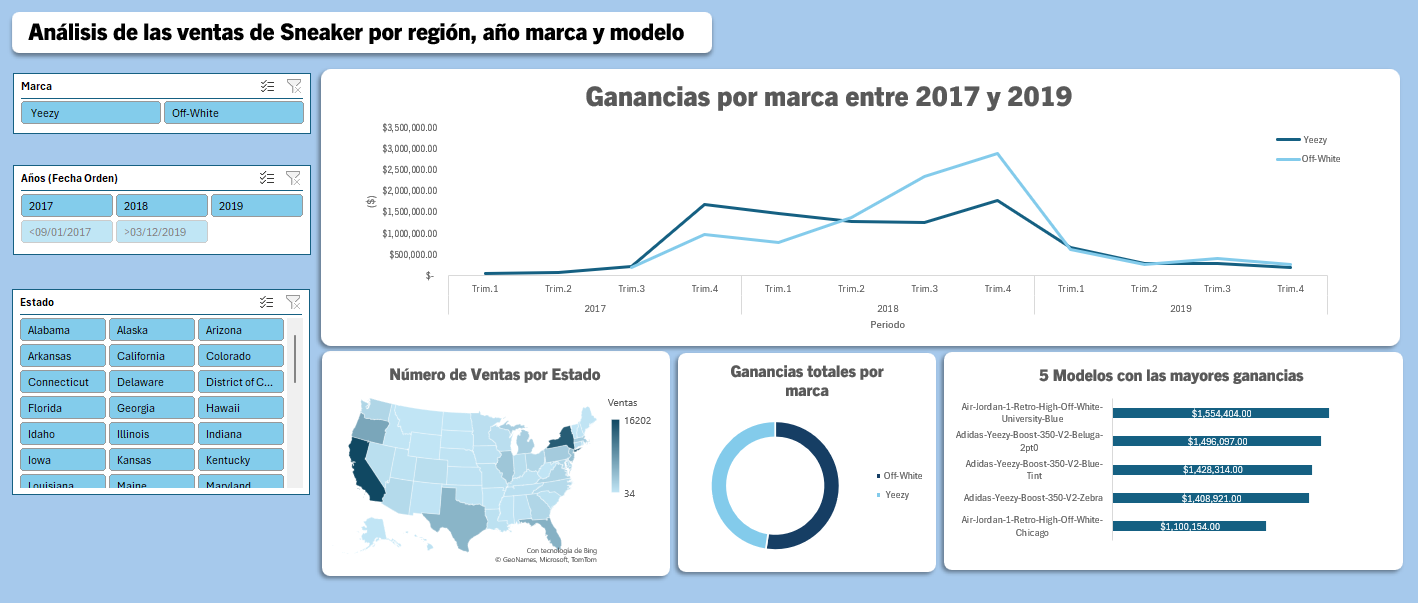 Análisis de las ventas de Sneaker por región, año marca y modelo
Marca
Yeezy
Off-White
Años (Fecha Orden)
2017
2018
2019
<09/01/2017
>03/12/2019
Estado
Alabama
Alaska
Arizona
Arkansas
California
Colorado
Connecticut
Delaware
District of C...
Florida
Georgia
Hawaii
Idaho
Illinois
Indiana
Iowa
Kansas
Kentucky
Louisiana
Maine
Maryland
Ganancias por marca entre 2017 y 2019
$3,500,000.00
$3,000,000.00
$2,500,000.00
$2,000,000.00
$1,500,000.00
$1,000,000.00
$500,000.00
$-
($)
Yeezy
Off-White
Trim.1
Trim.2
Trim.3
Trim.4
Trim.1
Trim.2
Trim.3
Trim.4
Trim.1
Trim.2
Trim.3
Trim.4
2017
2018
2019
Periodo
Número de Ventas por Estado
Ventas
16202
34
Con tecnología de Bing
© GeoNames, Microsoft, TomTom
Ganancias totales por
marca
Off-White
Yeezy
5 Modelos con las mayores ganancias
Air-Jordan-1-Retro-High-Off-White-
University-Blue
$1,554,404.00
Adidas-Yeezy-Boost-350-V2-Beluga-
2pt0
$1,496,097.00
Adidas-Yeezy-Boost-350-V2-Blue-
Tint
$1,428,314.00
Adidas-Yeezy-Boost-350-V2-Zebra
$1,408,921.00
Air-Jordan-1-Retro-High-Off-White-
Chicago
$1,100,154.00